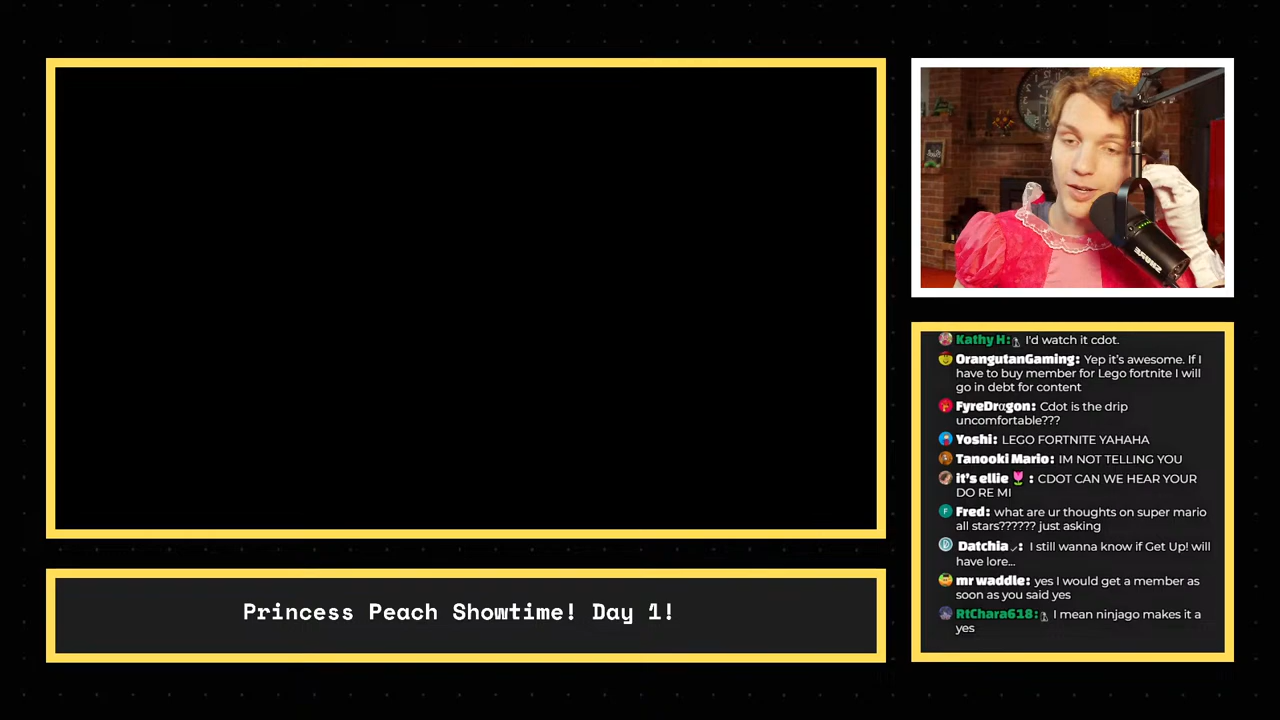 Kathy H: I'd watch it cdot.
OrangutanGaming: Yep it's awesome. If I
have to buy member for Lego fortnite I will
go in debt for content
FyreDrαgon: Cdot is the drip
uncomfortable???
Yoshi: LEGO FORTNITE YAHAHA
Tanooki Mario: IM NOT TELLING YOU
it's ellie 🌷 : CDOT CAN WE HEAR YOUR
DO RE MI
F Fred: what are ur thoughts on super mario
all stars?????? just asking
Datchia ✓: I still wanna know if Get Up! will
have lore...
mr waddle: yes I would get a member as
soon as you said yes
RtChara618: I mean ninjago makes it a
yes
Princess Peach Showtime! Day 1!